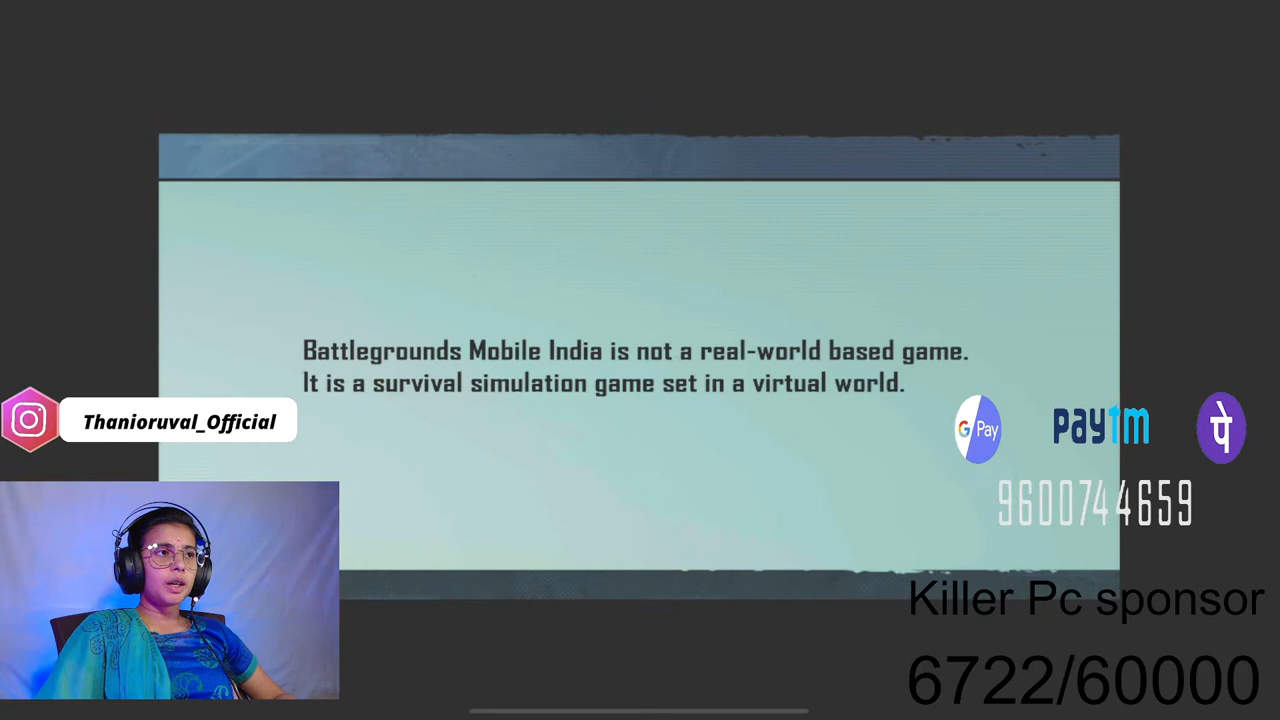 Battlegrounds Mobile India is not a real-world based game.
It is a survival simulation game set in a virtual world.
Thanioruval_Official
G Pay
paytm
पे
9600744659
Killer Pc sponsor
6722/60000